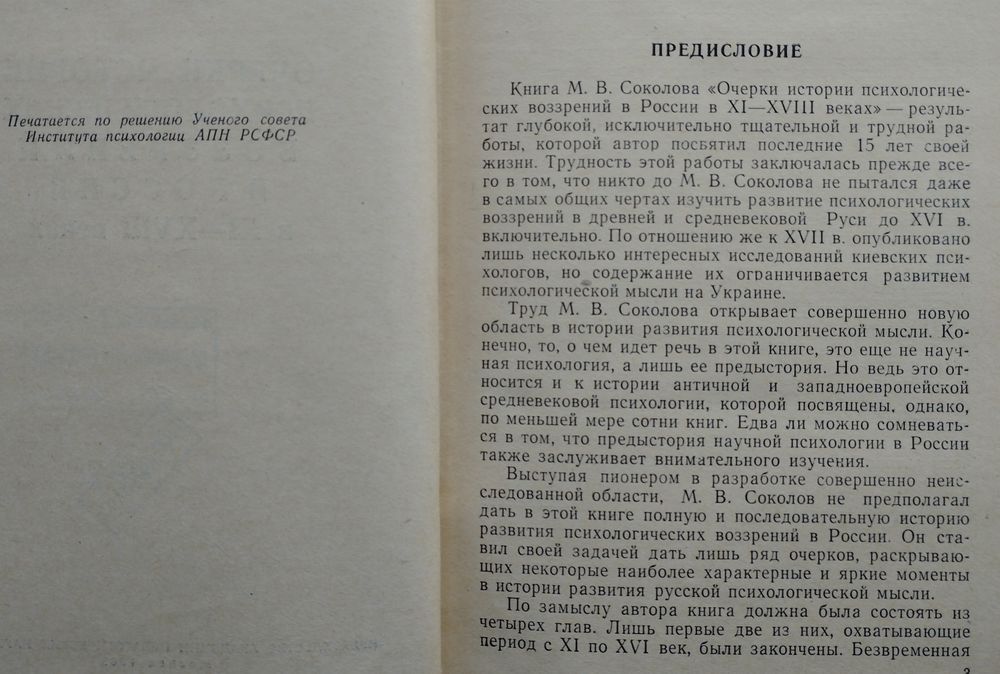 Печатается по решению Ученого совета
Института психологии АПН РСФСР
ПРЕДИСЛОВИЕ
Книга М. В. Соколова «Очерки истории психологиче-
ских воззрений в России в XI—XVIII веках» — резуль-
тат глубокой, исключительно тщательной и трудной ра-
боты, которой автор посвятил последние 15 лет своей
жизни. Трудность этой работы заключалась прежде все-
го в том, что никто до М. В. Соколова не пытался даже
в самых общих чертах изучить развитие психологических
воззрений в древней и средневековой Руси до XVI в.
включительно. По отношению же к XVII в. опубликовано
лишь несколько интересных исследований киевских пси-
хологов, но содержание их ограничивается развитием
психологической мысли на Украине.
Труд М. В. Соколова открывает совершенно новую
область в истории развития психологической мысли. Ко-
нечно, то, о чем идет речь в этой книге, это еще не науч-
ная психология, а лишь ее предыстория. Но ведь это от-
носится и к истории античной и западноевропейской
средневековой психологии, которой посвящены, однако,
по меньшей мере сотни книг. Едва ли можно сомневать-
ся в том, что предыстория научной психологии в России
также заслуживает внимательного изучения.
Выступая пионером в разработке совершенно неис-
следованной области, М. В. Соколов не предполагал
дать в этой книге полную и последовательную историю
развития психологических воззрений в России. Он ста-
вил своей задачей дать лишь ряд очерков, раскрываю-
щих некоторые наиболее характерные и яркие моменты
в истории развития русской психологической мысли.
По замыслу автора книга должна была состоять из
четырех глав. Лишь первые две из них, охватывающие
период с XI по XVI век, были закончены. Безвременная